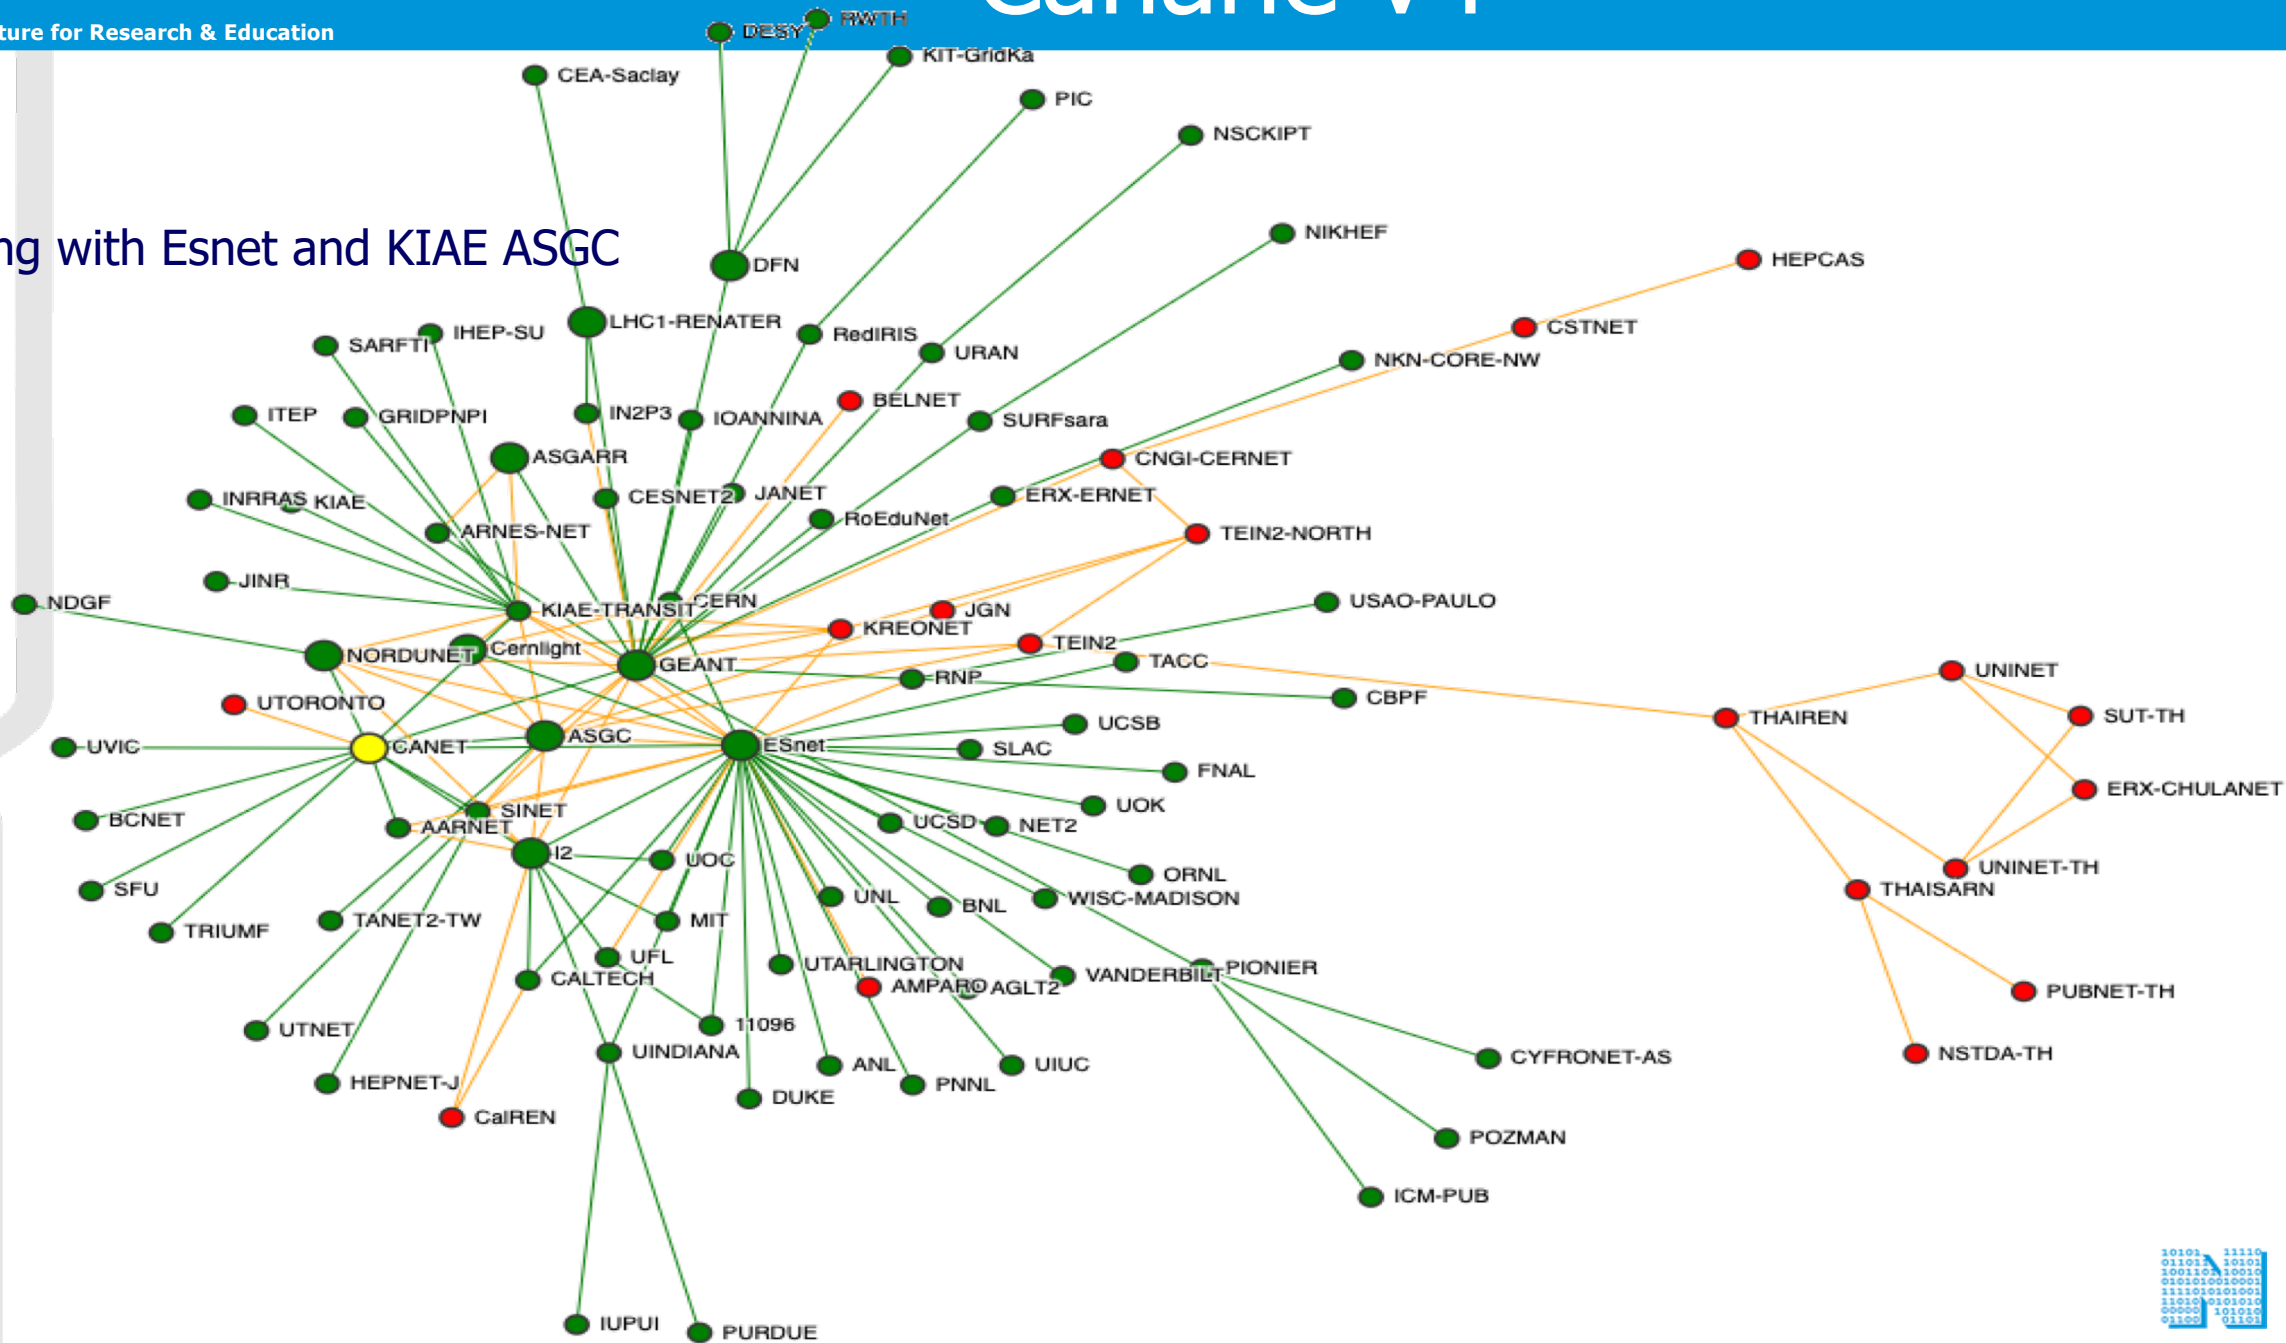 ture for Research & Education
DESY
RWTH
KIT-GridKa
CEA-Saclay
PIC
NSCKIPT
NIKHEF
ng with Esnet and KIAE ASGC
DFN
HEPCAS
LHC1-RENATER
CSTNET
IHEP-SU
RedIRIS
SARFTI
URAN
NKN-CORE-NW
BELNET
ITEP
GRIDPNPI
IN2P3
IOANNINA
SURFsara
ASGARR
CNGI-CERNET
INRRAS
KIAE
CESNET2
JANET
ERX-ERNET
RoEduNet
ARNES-NET
TEIN2-NORTH
JINR
NDGF
KIAE-TRANSIT
CERN
JGN
USAO-PAULO
KREONET
TEIN2
NORDUNET
Cernlight
GEANT
TACC
RNP
UNINET
CBPF
UTORONTO
THAIREN
SUT-TH
UCSB
UVIC
CANET
ASGC
ESnet
SLAC
FNAL
ERX-CHULANET
UOK
BCNET
SINET
AARNET
UCSD
NET2
I2
UOC
ORNL
UNINET-TH
SFU
THAISARN
UNL
BNL
WISC-MADISON
TRIUMF
TANET2-TW
MIT
UFL
UTARLINGTON
VANDERBILT
PIONIER
CALTECH
AMPARO
AGLT2
PUBNET-TH
UTNET
11096
UINDIANA
ANL
UIUC
CYFRONET-AS
NSTDA-TH
HEPNET-J
PNNL
DUKE
CalREN
POZMAN
ICM-PUB
IUPUI
PURDUE